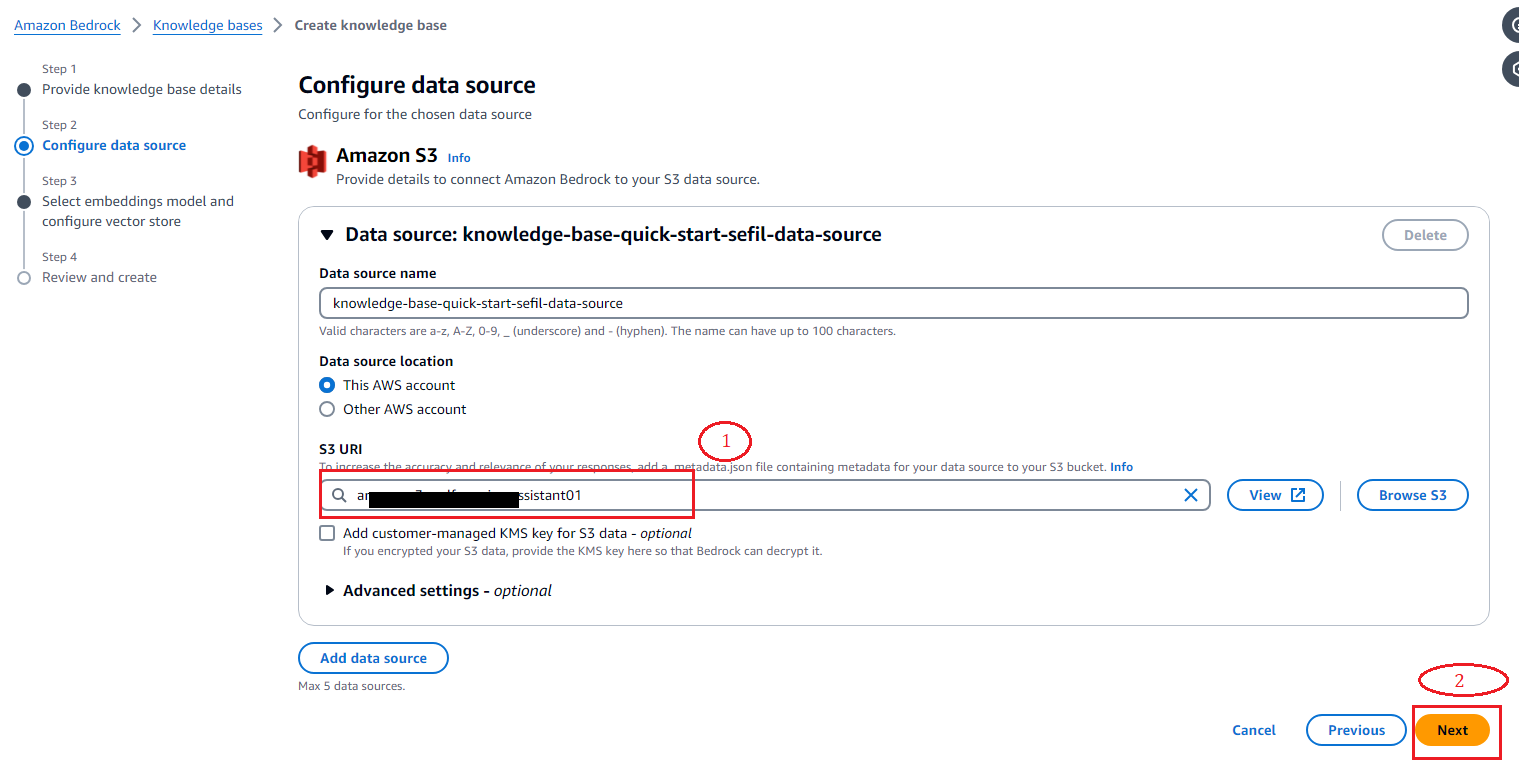 Amazon Bedrock > Knowledge bases > Create knowledge base
Step 1
Provide knowledge base details
Step 2
Configure data source
Step 3
Select embeddings model and
configure vector store
Step 4
Review and create
Configure data source
Configure for the chosen data source
Amazon S3 Info
Provide details to connect Amazon Bedrock to your S3 data source.
Data source: knowledge-base-quick-start-sefil-data-source
Delete
Data source name
knowledge-base-quick-start-sefil-data-source
Valid characters are a-z, A-Z, 0-9, _ (underscore) and - (hyphen). The name can have up to 100 characters.
Data source location
This AWS account
Other AWS account
1
S3 URI
To increase the accuracy and relevance of your responses, add a .metadata.json file containing metadata for your data source to your S3 bucket. Info
ssistant01
View
Browse S3
Add customer-managed KMS key for S3 data - optional
If you encrypted your S3 data, provide the KMS key here so that Bedrock can decrypt it.
Advanced settings - optional
Add data source
Max 5 data sources.
2
Cancel
Previous
Next